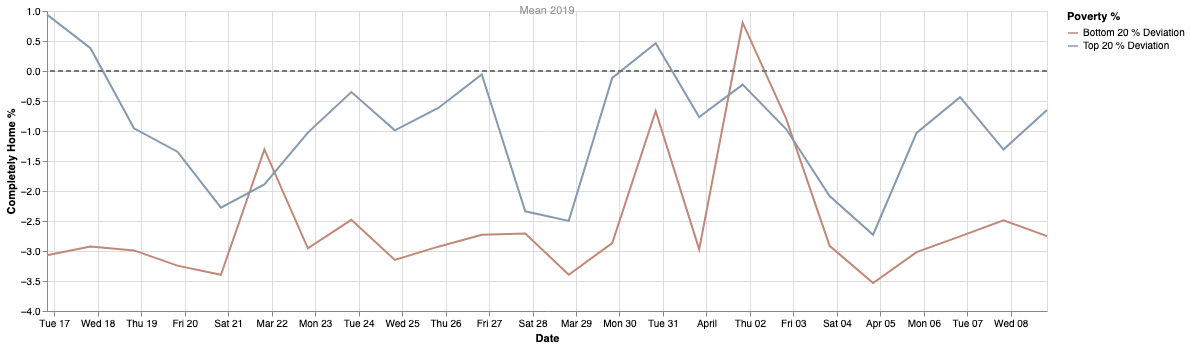 Mean 2019
Completely Home %
1.0
0.5
0.0
−0.5
−1.0
−1.5
−2.0
−2.5
−3.0
−3.5
−4.0
Tue 17 Wed 18 Thu 19 Fri 20 Sat 21 Mar 22 Mon 23 Tue 24 Wed 25 Thu 26 Fri 27 Sat 28 Mar 29 Mon 30 Tue 31 April Thu 02 Fri 03 Sat 04 Apr 05 Mon 06 Tue 07 Wed 08
Date
Poverty %
Bottom 20 % Deviation
Top 20 % Deviation